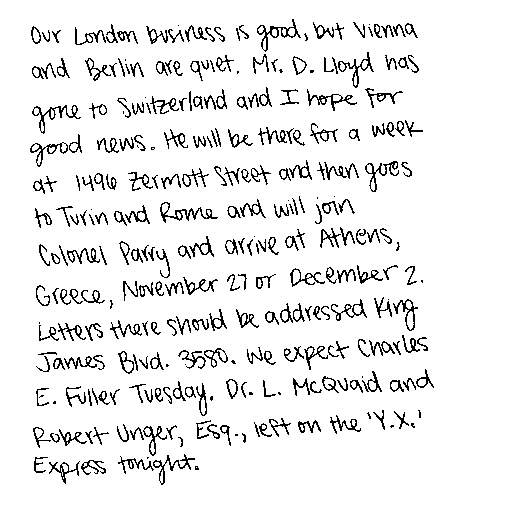 Our London business is good, but Vienna
and Berlin are quiet. Mr. D. Lloyd has
gone to Switzerland and I hope for
good news. He will be there for a week
at 1496 Zermott Street and then goes
to Turin and Rome and will join
Colonel Parry and arrive at Athens,
Greece, November 27 or December 2.
Letters there should be addressed King
James Blvd. 3580. We expect Charles
E. Fuller Tuesday. Dr. L. McQuaid and
Robert Unger, Esq., left on the 'Y.X.'
Express tonight.